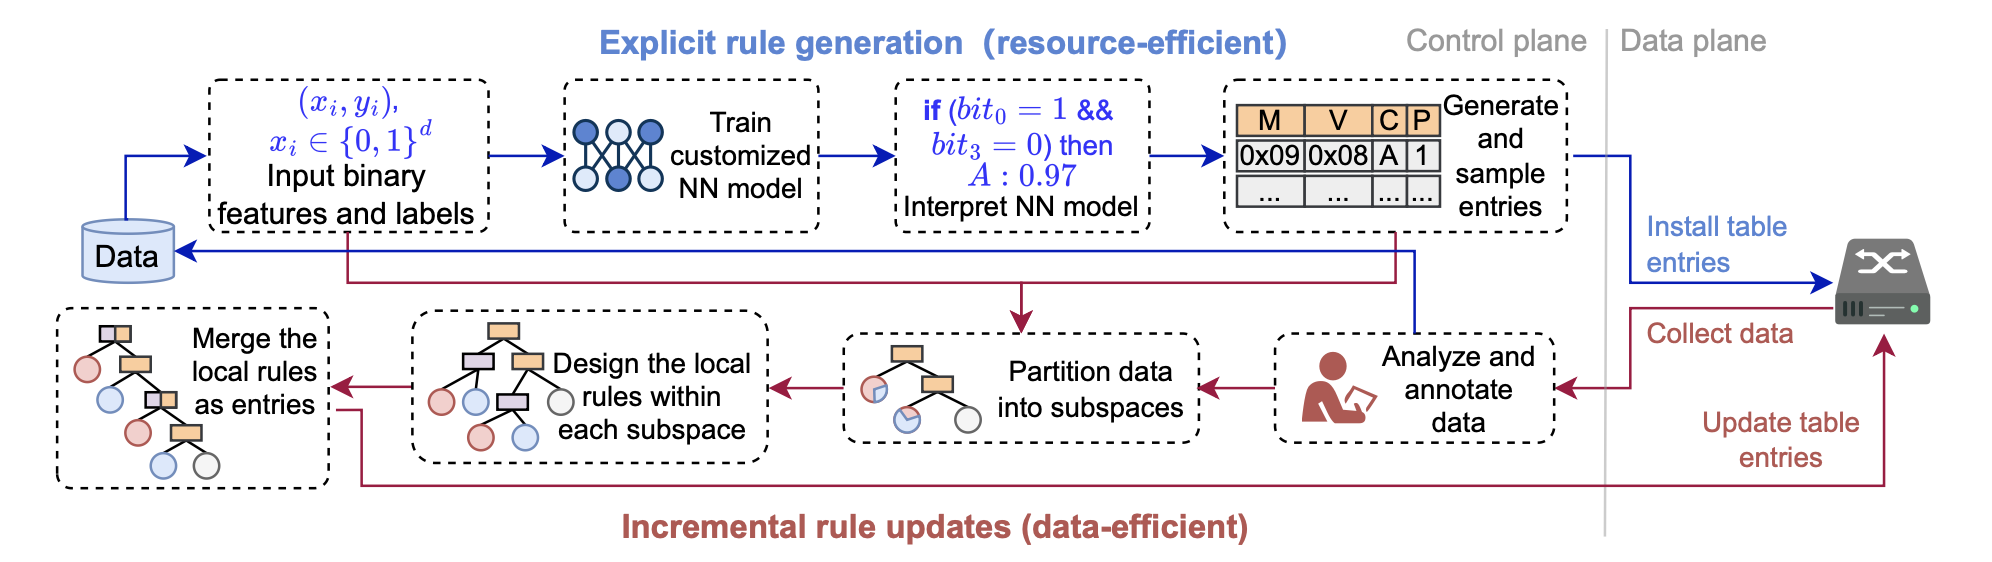 Explicit rule generation (resource-efficient)
Control plane
Data plane
(x_i, y_i),
x_i ∈ {0, 1}^d
Input binary
features and labels
Train
customized
NN model
if (bit_0 = 1 &&
bit_3 = 0) then
A : 0.97
Interpret NN model
M V C P
0x09 0x08 A 1
... ... ... ...
Generate
and
sample
entries
Install table
entries
Data
Merge the
local rules
as entries
Design the local
rules within
each subspace
Partition data
into subspaces
Analyze and
annotate
data
Collect data
Update table
entries
Incremental rule updates (data-efficient)